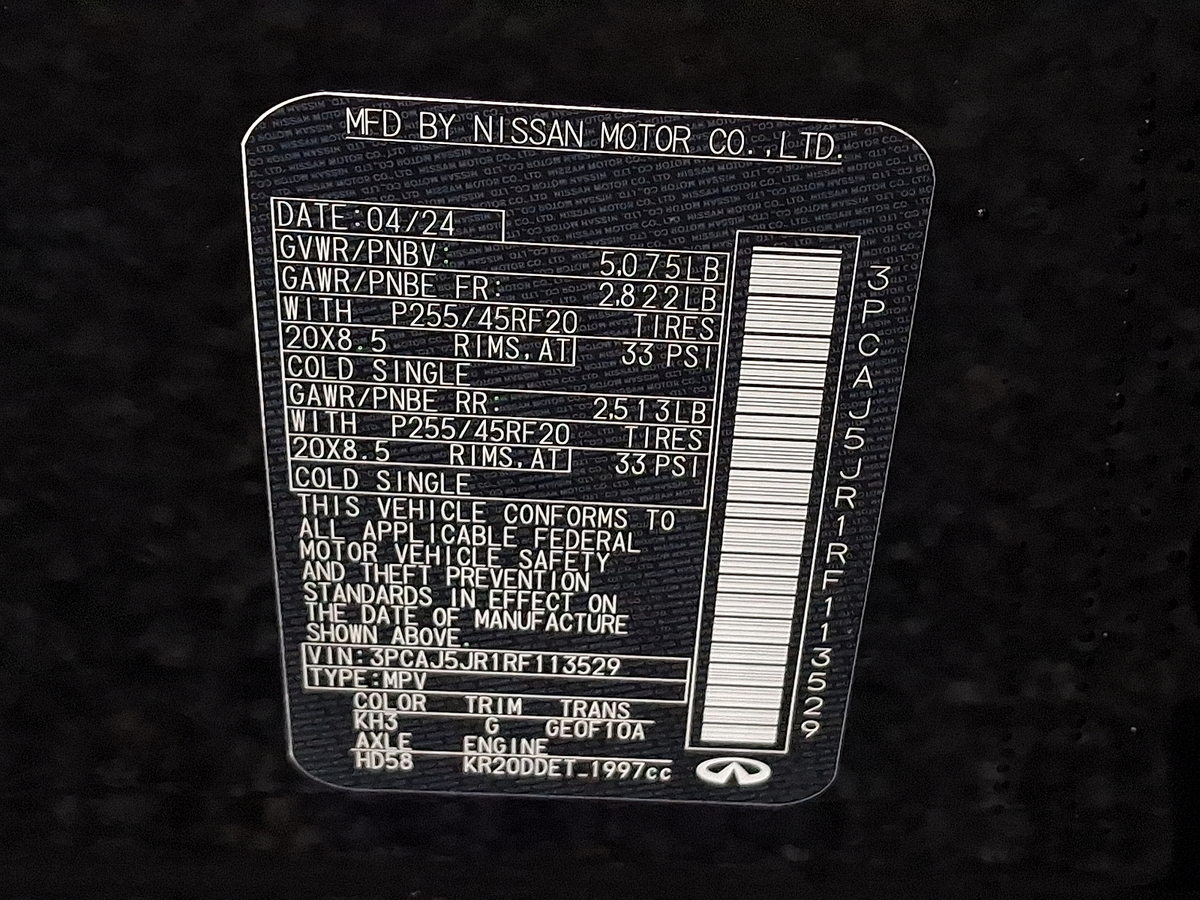 MFD BY NISSAN MOTOR CO.,LTD.
DATE:04/24
GVWR/PNBV: 5,075LB
GAWR/PNBE FR: 2,822LB
WITH P255/45RF20 TIRES
20X8.5 RIMS,AT 33 PSI
COLD SINGLE
GAWR/PNBE RR: 2,513LB
WITH P255/45RF20 TIRES
20X8.5 RIMS,AT 33 PSI
COLD SINGLE
THIS VEHICLE CONFORMS TO
ALL APPLICABLE FEDERAL
MOTOR VEHICLE SAFETY
AND THEFT PREVENTION
STANDARDS IN EFFECT ON
THE DATE OF MANUFACTURE
SHOWN ABOVE.
VIN:3PCAJ5JR1RF113529
TYPE:MPV
COLOR TRIM TRANS
KH3 G GE0F10A
AXLE ENGINE
HD58 KR20DDET_1997cc
3PCAJ5JR1RF113529